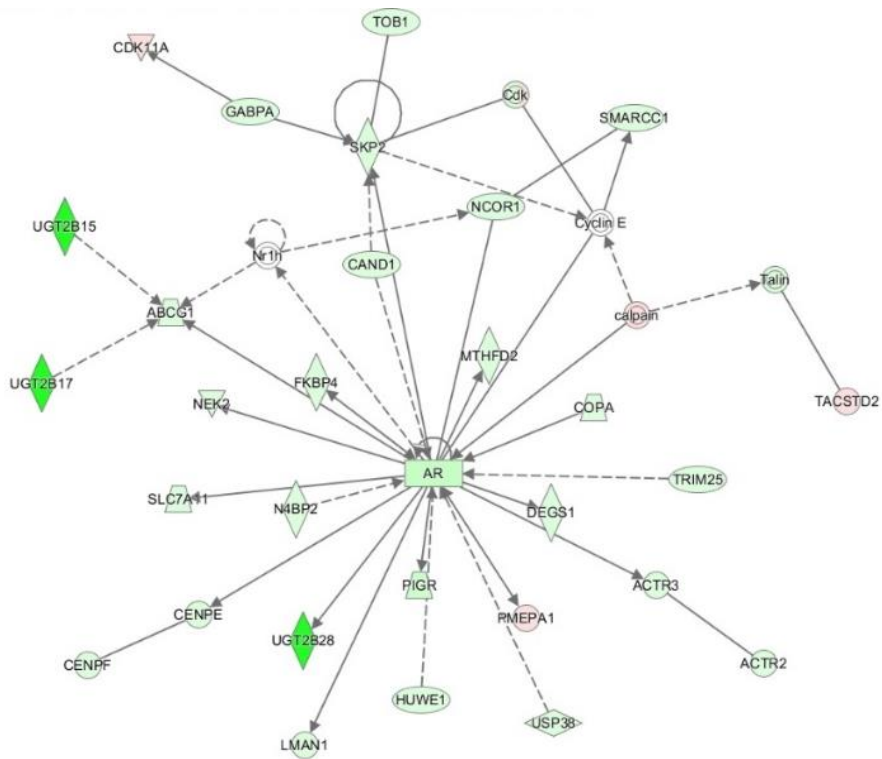 TOB1
CDK11A
Cdk
GABPA
SMARCC1
SKP2
NCOR1
UGT2B15
Cyclin E
Nr1h
CAND1
Talin
ABCG1
calpain
MTHFD2
UGT2B17
FKBP4
NEK2
COPA
TACSTD2
AR
TRIM25
SLC7A11
N4BP2
DEGS1
PIGR
ACTR3
CENPE
PMEPA1
UGT2B28
CENPF
ACTR2
HUWE1
USP38
LMAN1